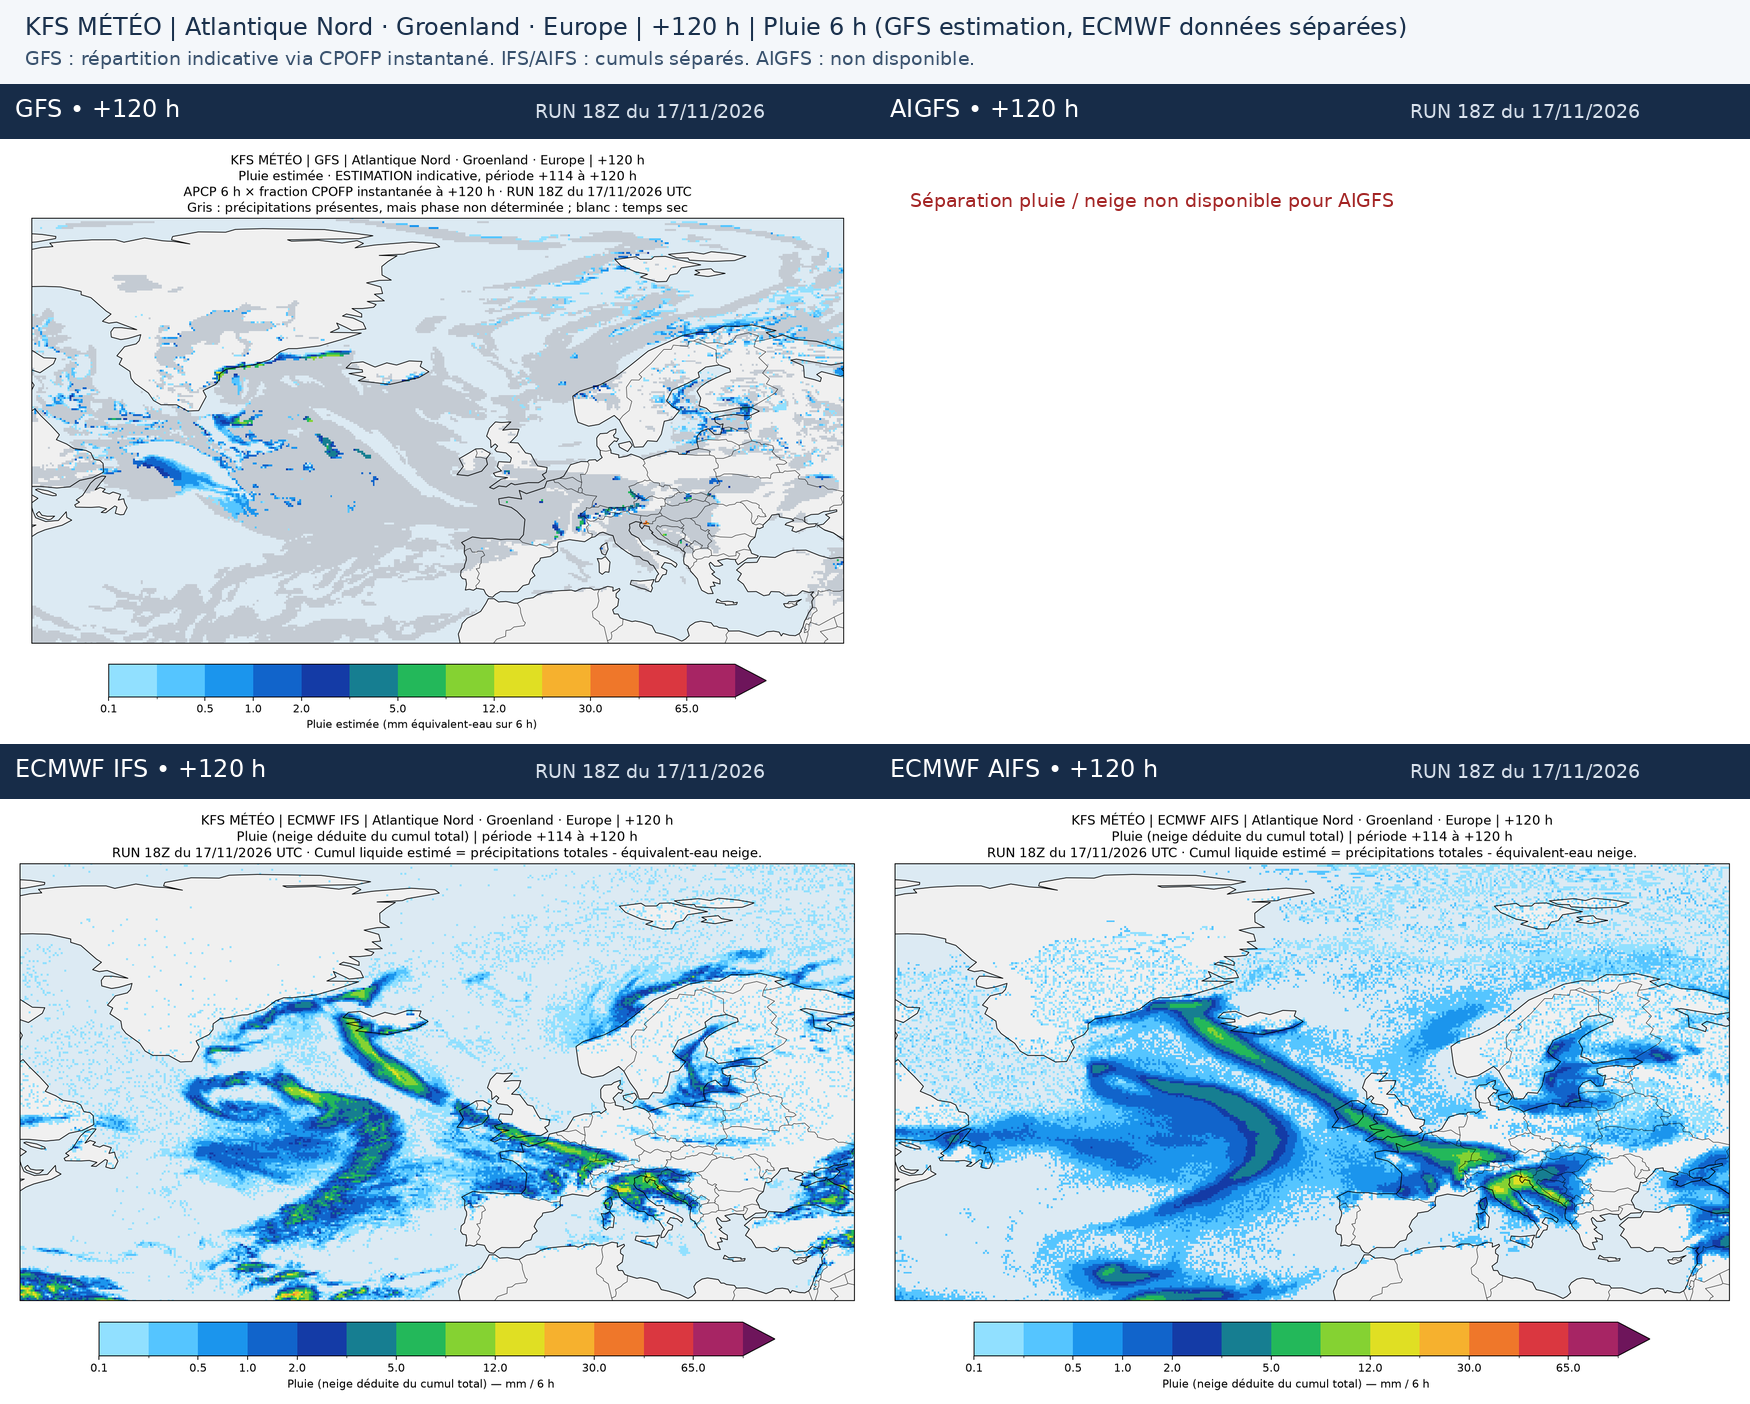 KFS MÉTÉO | Atlantique Nord · Groenland · Europe | +120 h | Pluie 6 h (GFS estimation, ECMWF données séparées)
GFS : répartition indicative via CPOFP instantané. IFS/AIFS : cumuls séparés. AIGFS : non disponible.
GFS • +120 h
RUN 18Z du 17/11/2026
KFS MÉTÉO | GFS | Atlantique Nord · Groenland · Europe | +120 h
Pluie estimée · ESTIMATION indicative, période +114 à +120 h
APCP 6 h × fraction CPOFP instantanée à +120 h · RUN 18Z du 17/11/2026 UTC
Gris : précipitations présentes, mais phase non déterminée ; blanc : temps sec
0.1 0.5 1.0 2.0 5.0 12.0 30.0 65.0
Pluie estimée (mm équivalent-eau sur 6 h)
AIGFS • +120 h
RUN 18Z du 17/11/2026
Séparation pluie / neige non disponible pour AIGFS
ECMWF IFS • +120 h
RUN 18Z du 17/11/2026
KFS MÉTÉO | ECMWF IFS | Atlantique Nord · Groenland · Europe | +120 h
Pluie (neige déduite du cumul total) | période +114 à +120 h
RUN 18Z du 17/11/2026 UTC · Cumul liquide estimé = précipitations totales - équivalent-eau neige.
0.1 0.5 1.0 2.0 5.0 12.0 30.0 65.0
Pluie (neige déduite du cumul total) — mm / 6 h
ECMWF AIFS • +120 h
RUN 18Z du 17/11/2026
KFS MÉTÉO | ECMWF AIFS | Atlantique Nord · Groenland · Europe | +120 h
Pluie (neige déduite du cumul total) | période +114 à +120 h
RUN 18Z du 17/11/2026 UTC · Cumul liquide estimé = précipitations totales - équivalent-eau neige.
0.1 0.5 1.0 2.0 5.0 12.0 30.0 65.0
Pluie (neige déduite du cumul total) — mm / 6 h